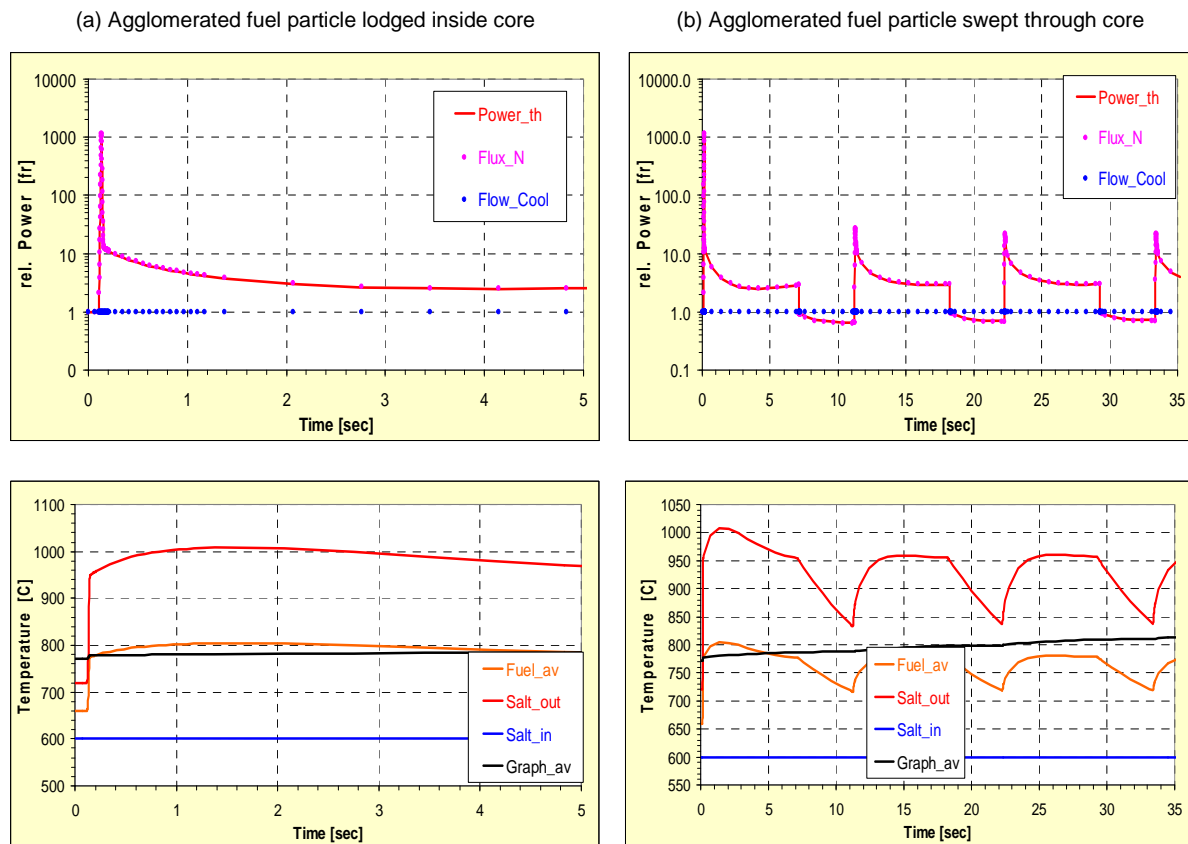 (a) Agglomerated fuel particle lodged inside core
(b) Agglomerated fuel particle swept through core
rel. Power [fr]
10000
1000
100
10
1
0
Power_th
Flux_N
Flow_Cool
0 1 2 3 4 5
Time [sec]
rel. Power [fr]
10000.0
1000.0
100.0
10.0
1.0
0.1
Power_th
Flux_N
Flow_Cool
0 5 10 15 20 25 30 35
Time [sec]
Temperature [C]
1100
1000
900
800
700
600
500
Fuel_av
Salt_out
Salt_in
Graph_av
0 1 2 3 4 5
Time [sec]
Temperature [C]
1050
1000
950
900
850
800
750
700
650
600
550
Fuel_av
Salt_out
Salt_in
Graph_av
0 5 10 15 20 25 30 35
Time [sec]